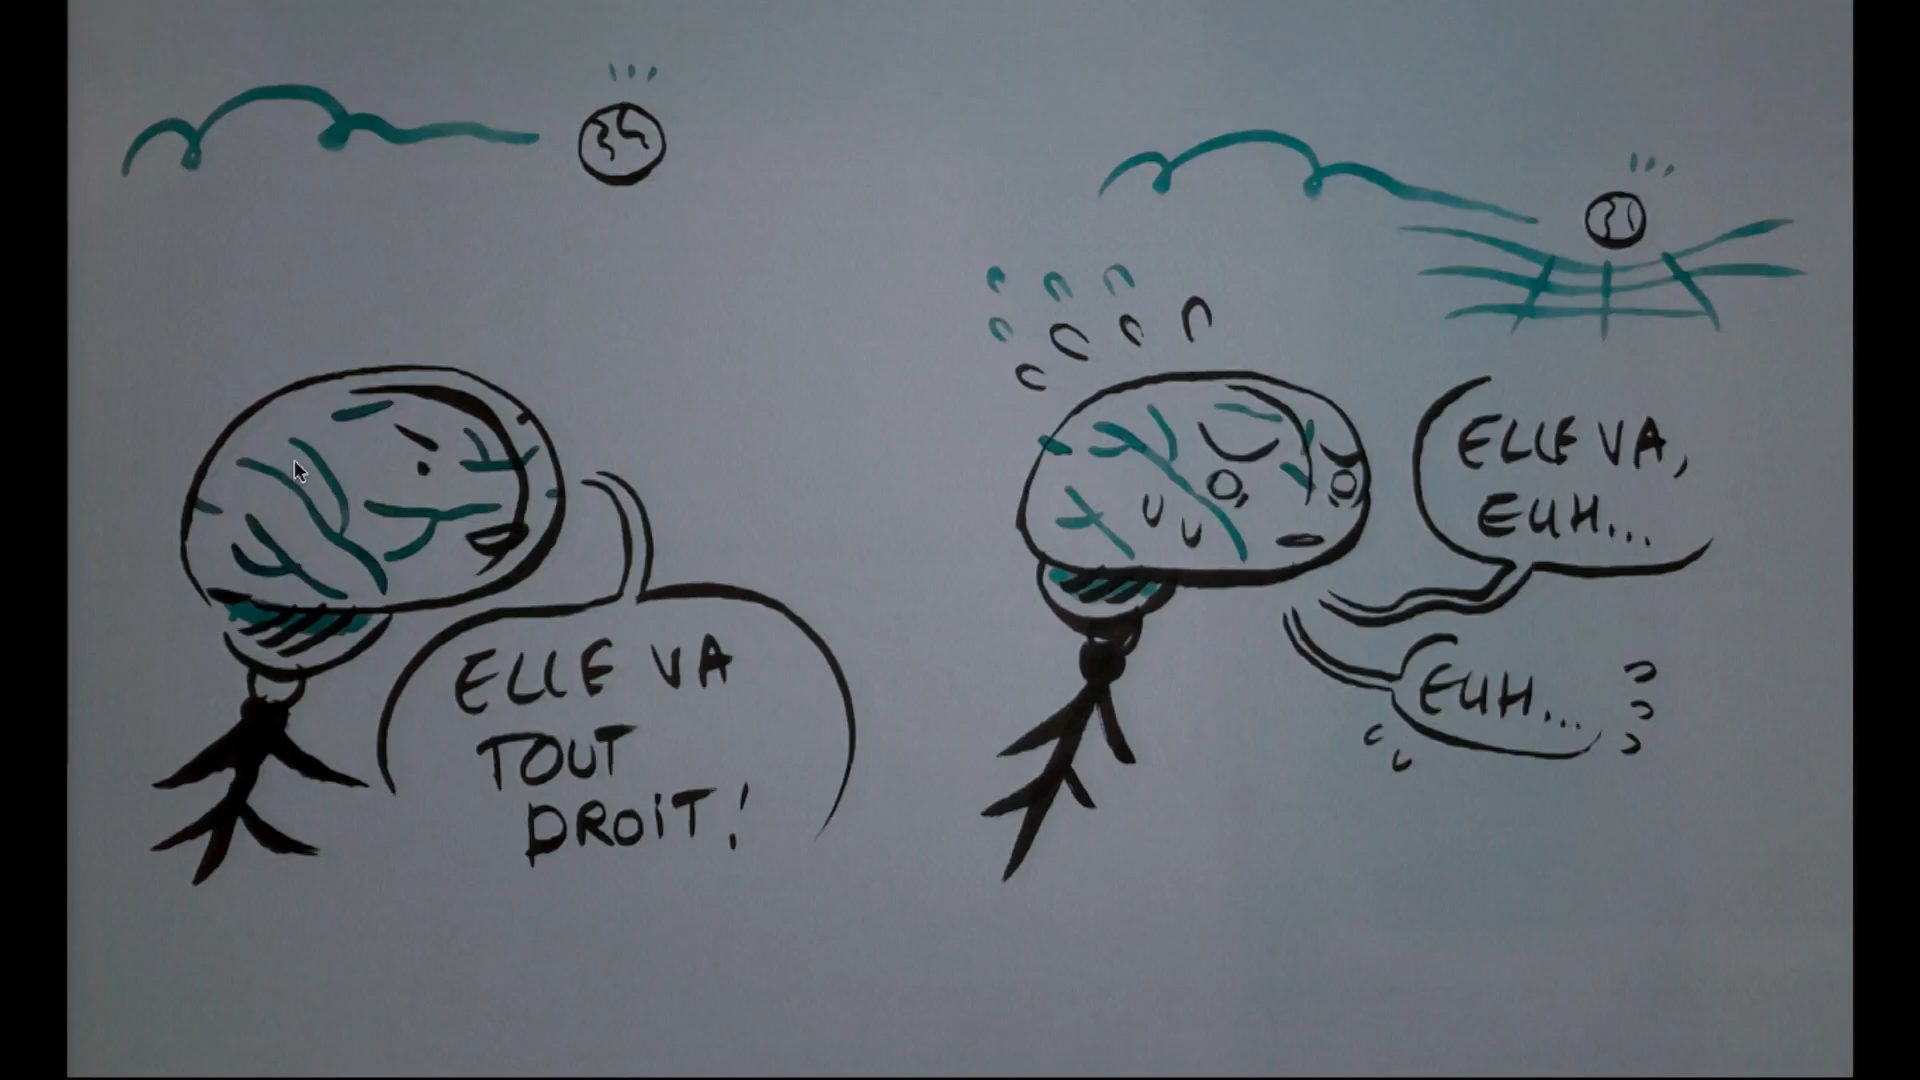 ELLE VA
TOUT
DROIT!
ELLE VA,
EUH...
EUH...